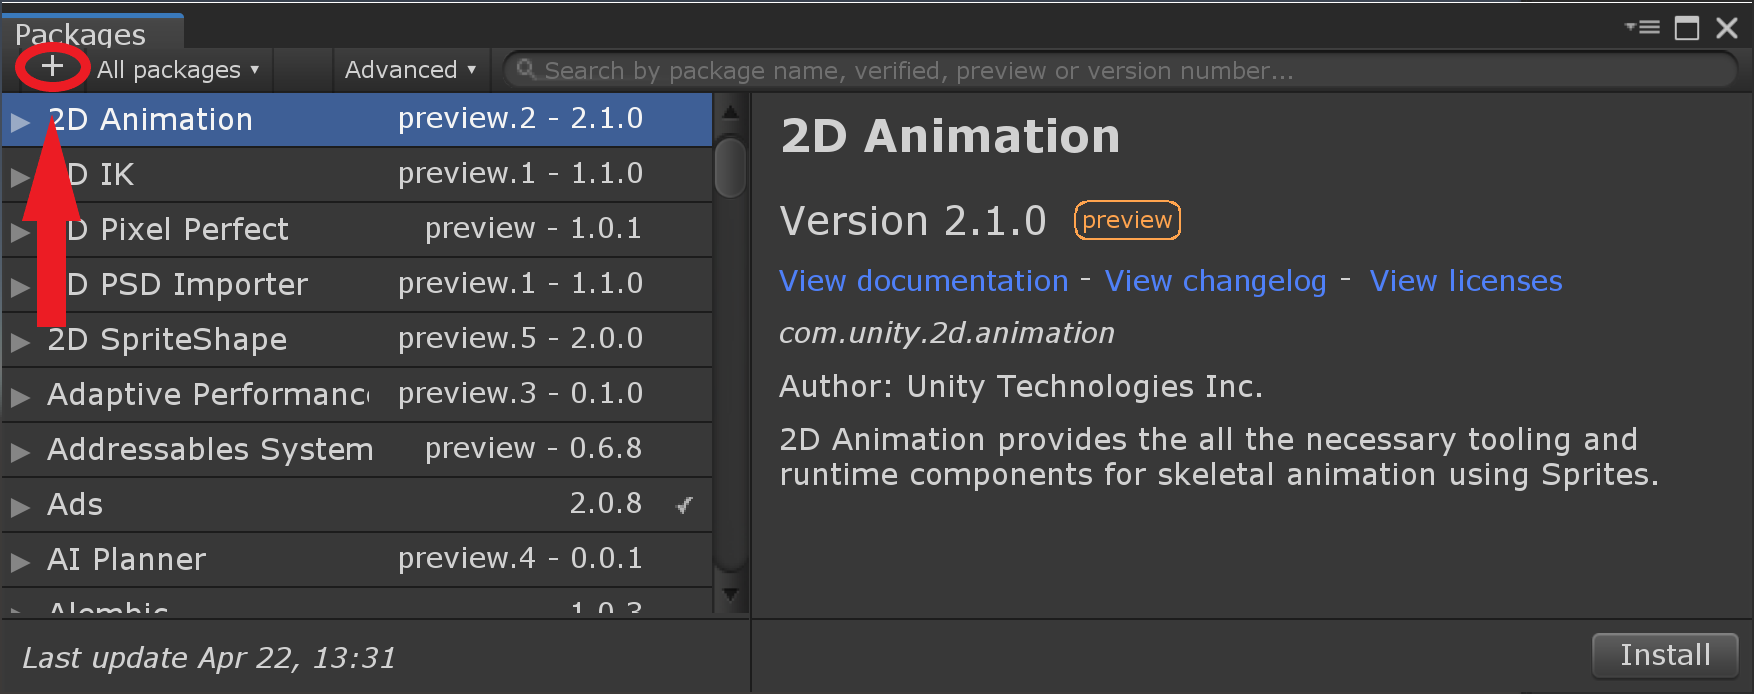 Packages
+ All packages ▾ Advanced ▾ Search by package name, verified, preview or version number...
2D Animation preview.2 - 2.1.0
D IK preview.1 - 1.1.0
D Pixel Perfect preview - 1.0.1
D PSD Importer preview.1 - 1.1.0
2D SpriteShape preview.5 - 2.0.0
Adaptive Performanc preview.3 - 0.1.0
Addressables System preview - 0.6.8
Ads 2.0.8 ✓
AI Planner preview.4 - 0.0.1
Alembic 1.0.3
Last update Apr 22, 13:31
2D Animation
Version 2.1.0 preview
View documentation - View changelog - View licenses
com.unity.2d.animation
Author: Unity Technologies Inc.
2D Animation provides the all the necessary tooling and
runtime components for skeletal animation using Sprites.
Install